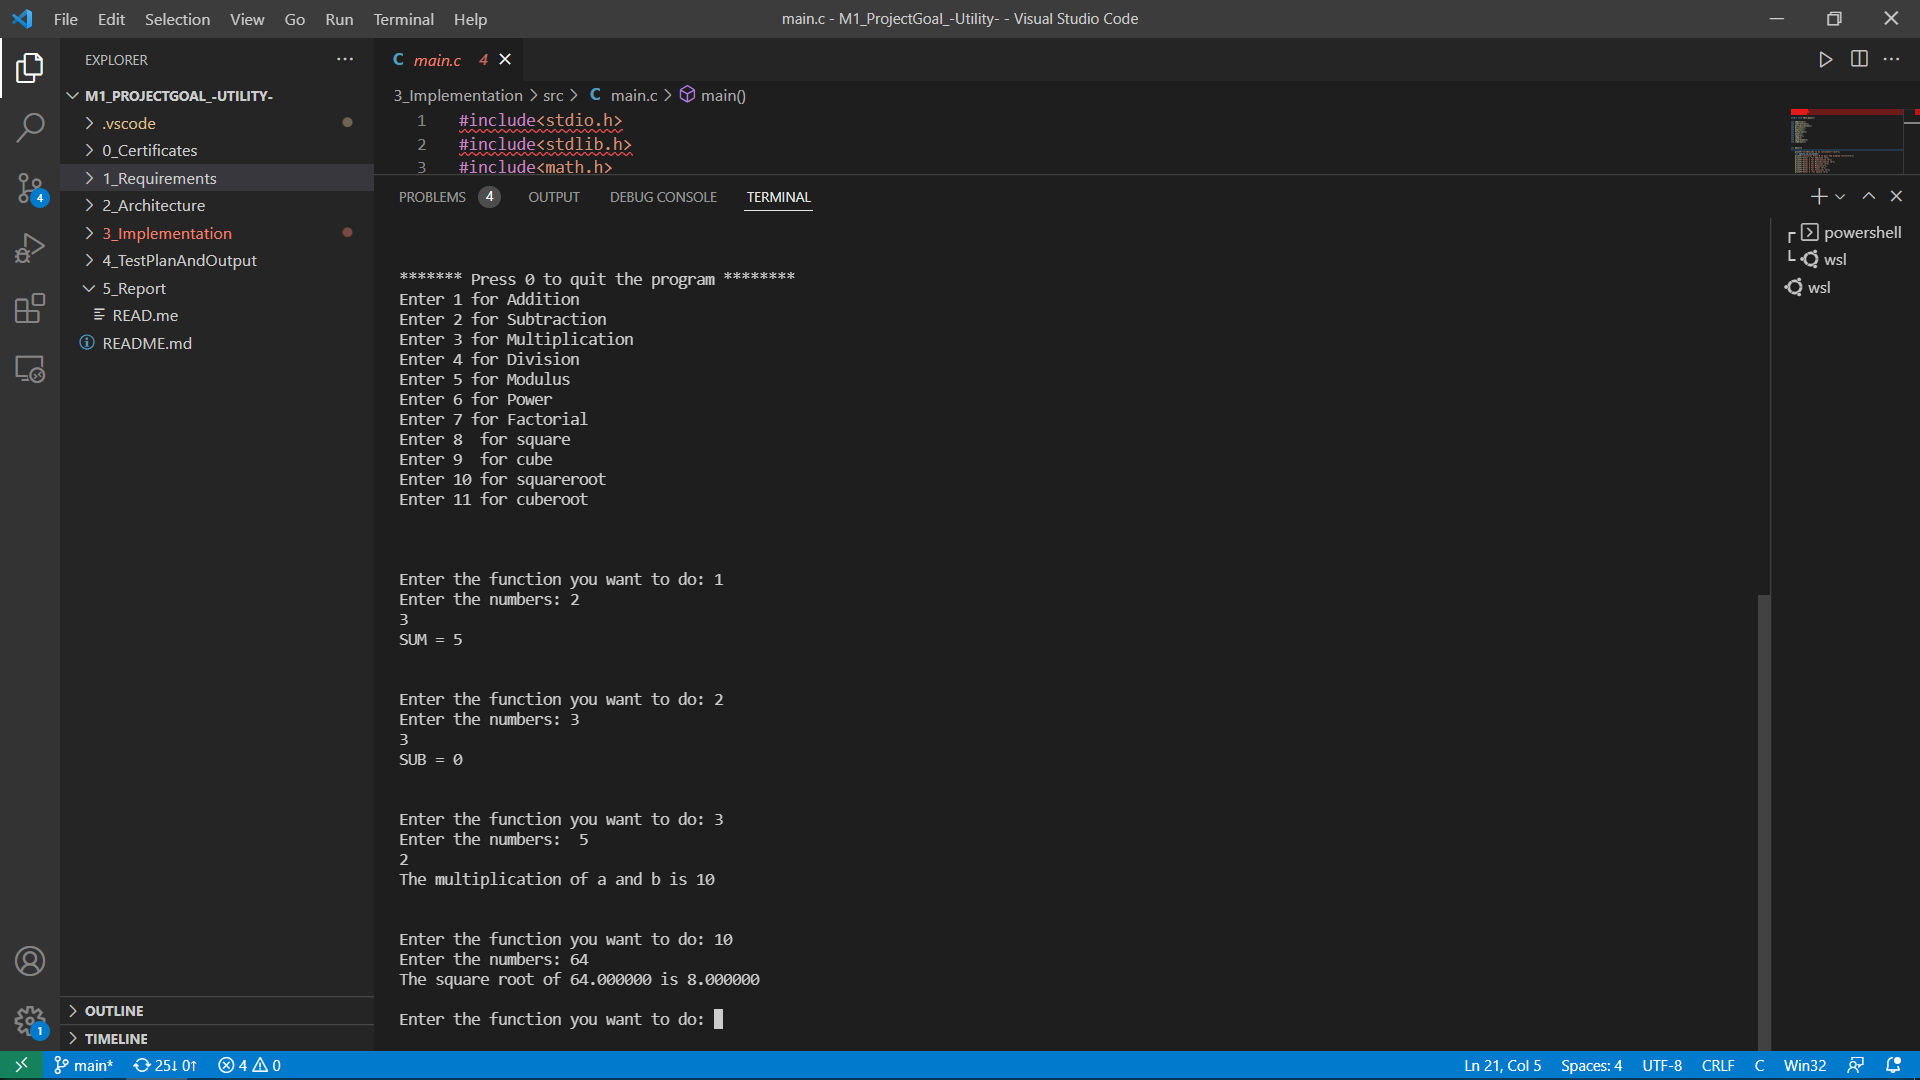 File Edit Selection View Go Run Terminal Help
main.c - M1_ProjectGoal_-Utility- - Visual Studio Code
EXPLORER
M1_PROJECTGOAL_-UTILITY-
.vscode
0_Certificates
1_Requirements
2_Architecture
3_Implementation
4_TestPlanAndOutput
5_Report
READ.me
README.md
OUTLINE
TIMELINE
4
1
C main.c 4
3_Implementation > src > C main.c > main()
1 #include<stdio.h>
2 #include<stdlib.h>
3 #include<math.h>
PROBLEMS 4 OUTPUT DEBUG CONSOLE TERMINAL
******* Press 0 to quit the program ********
Enter 1 for Addition
Enter 2 for Subtraction
Enter 3 for Multiplication
Enter 4 for Division
Enter 5 for Modulus
Enter 6 for Power
Enter 7 for Factorial
Enter 8  for square
Enter 9  for cube
Enter 10 for squareroot
Enter 11 for cuberoot
Enter the function you want to do: 1
Enter the numbers: 2
3
SUM = 5
Enter the function you want to do: 2
Enter the numbers: 3
3
SUB = 0
Enter the function you want to do: 3
Enter the numbers:  5
2
The multiplication of a and b is 10
Enter the function you want to do: 10
Enter the numbers: 64
The square root of 64.000000 is 8.000000
Enter the function you want to do:
powershell
wsl
wsl
main* 25↓ 0↑ 4 0
Ln 21, Col 5 Spaces: 4 UTF-8 CRLF C Win32